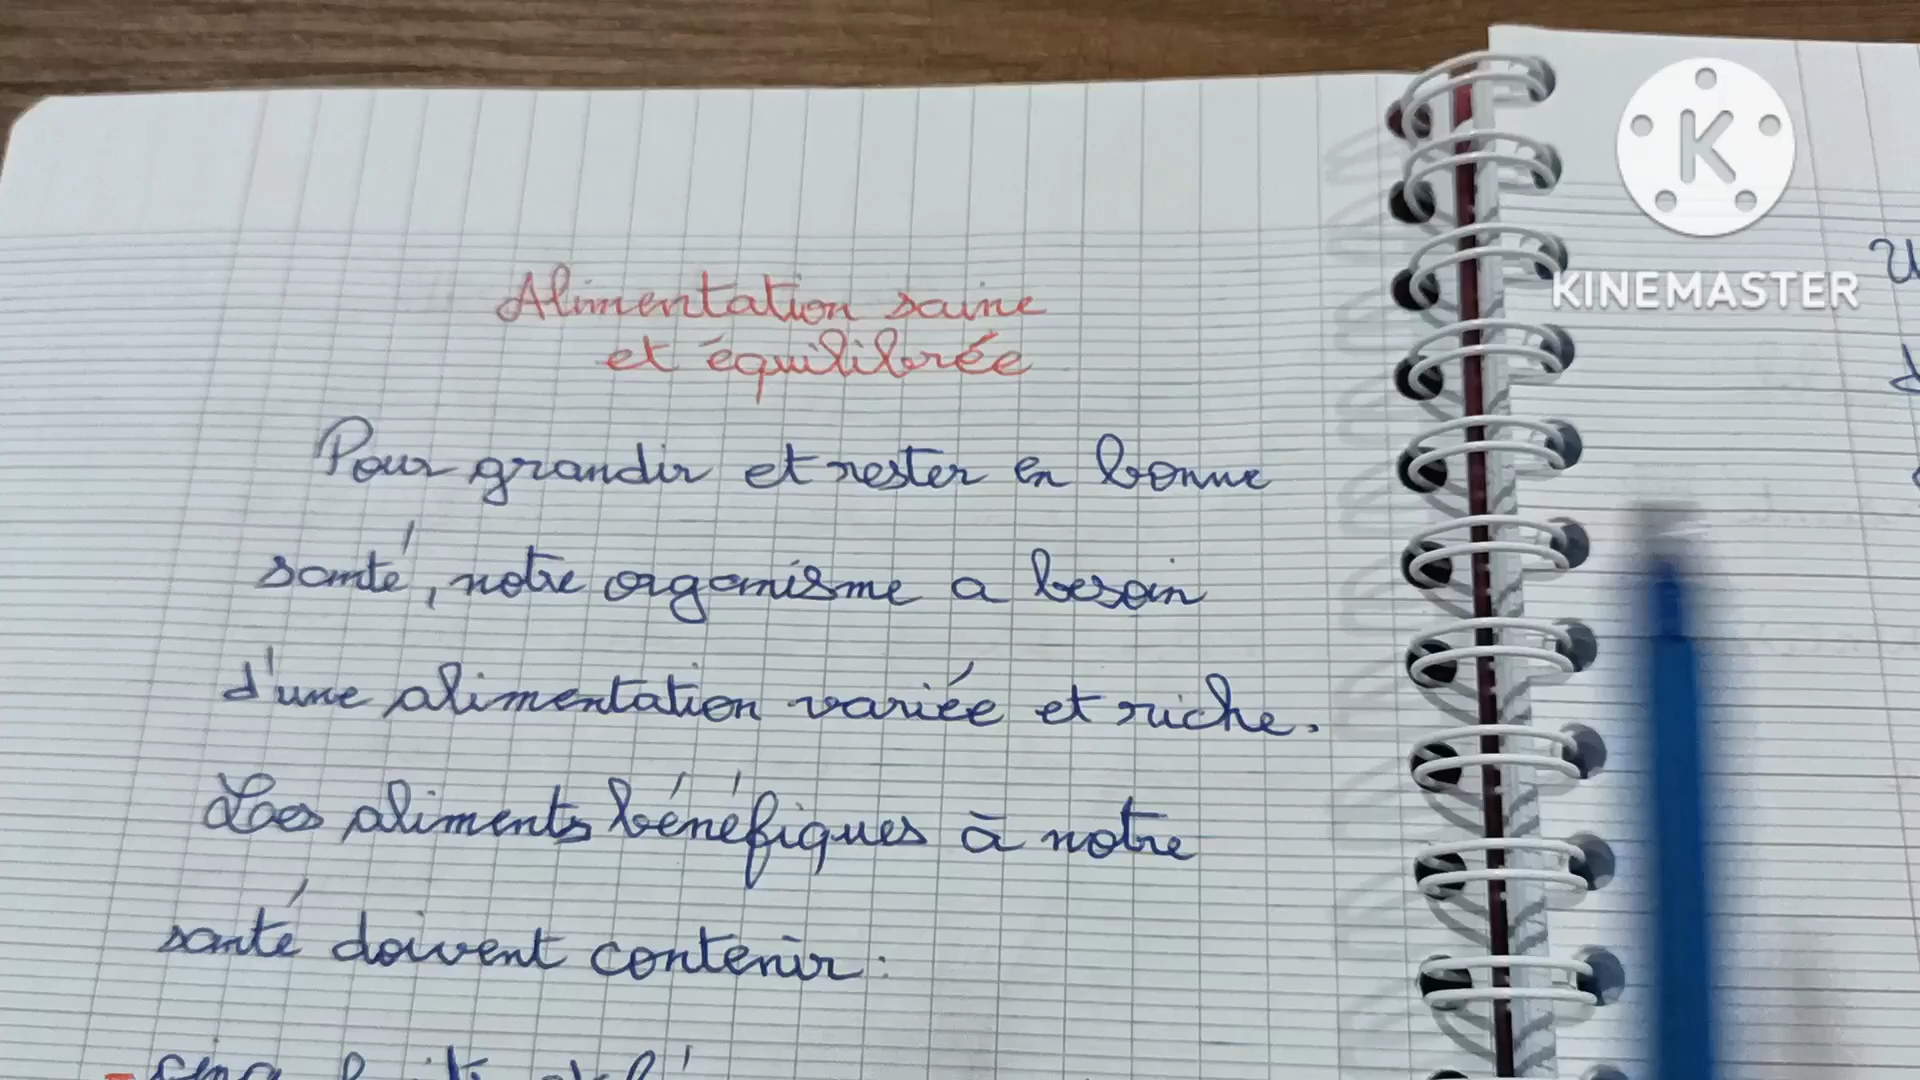 Alimentation saine
et équilibrée
Pour grandir et rester en bonne
santé, notre organisme a besoin
d'une alimentation variée et riche.
Les aliments bénéfiques à notre
santé doivent contenir :
KINEMASTER